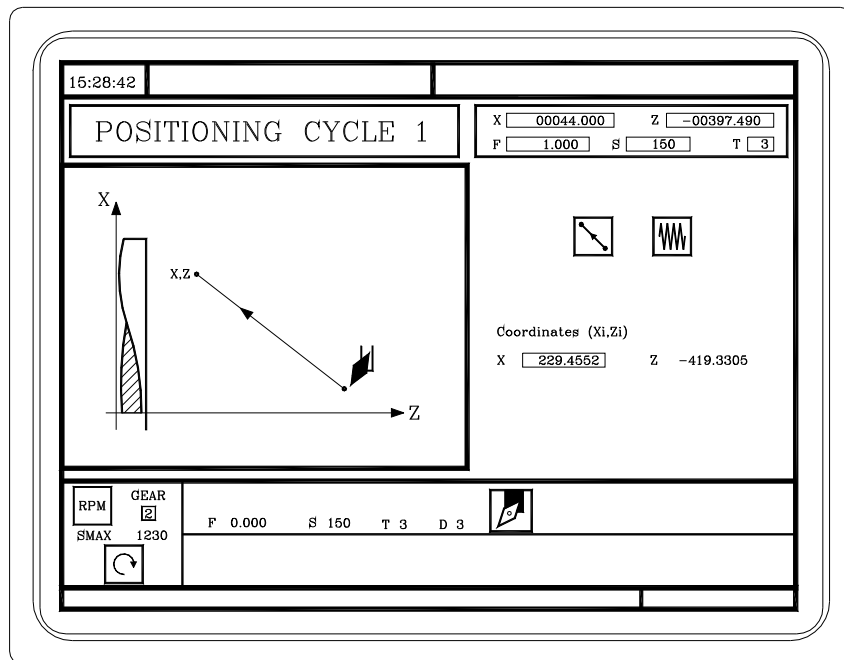 15:28:42
POSITIONING CYCLE 1
X 00044.000 Z -00397.490
F 1.000 S 150 T 3
X
X,Z
Z
Coordinates (Xi,Zi)
X 229.4552 Z -419.3305
RPM GEAR
2
SMAX 1230
F 0.000 S 150 T 3 D 3